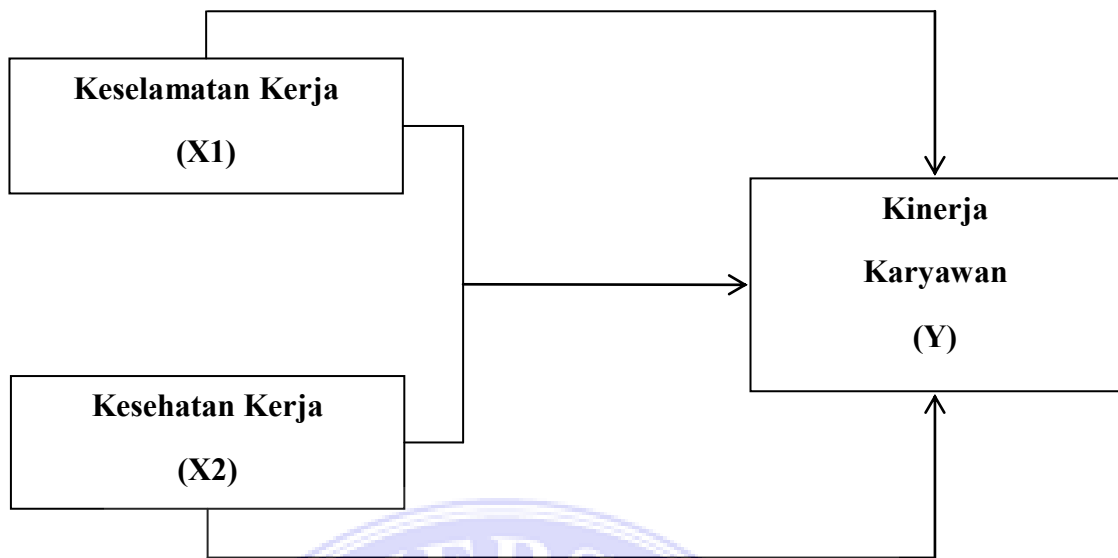 Keselamatan Kerja
(X1)
Kinerja
Karyawan
(Y)
Kesehatan Kerja
(X2)